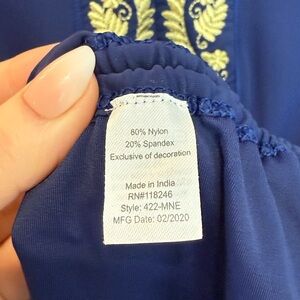 80% Nylon
20% Spandex
Exclusive of decoration
Made in India
RN#118246
Style: 422-MNE
MFG Date: 02/2020